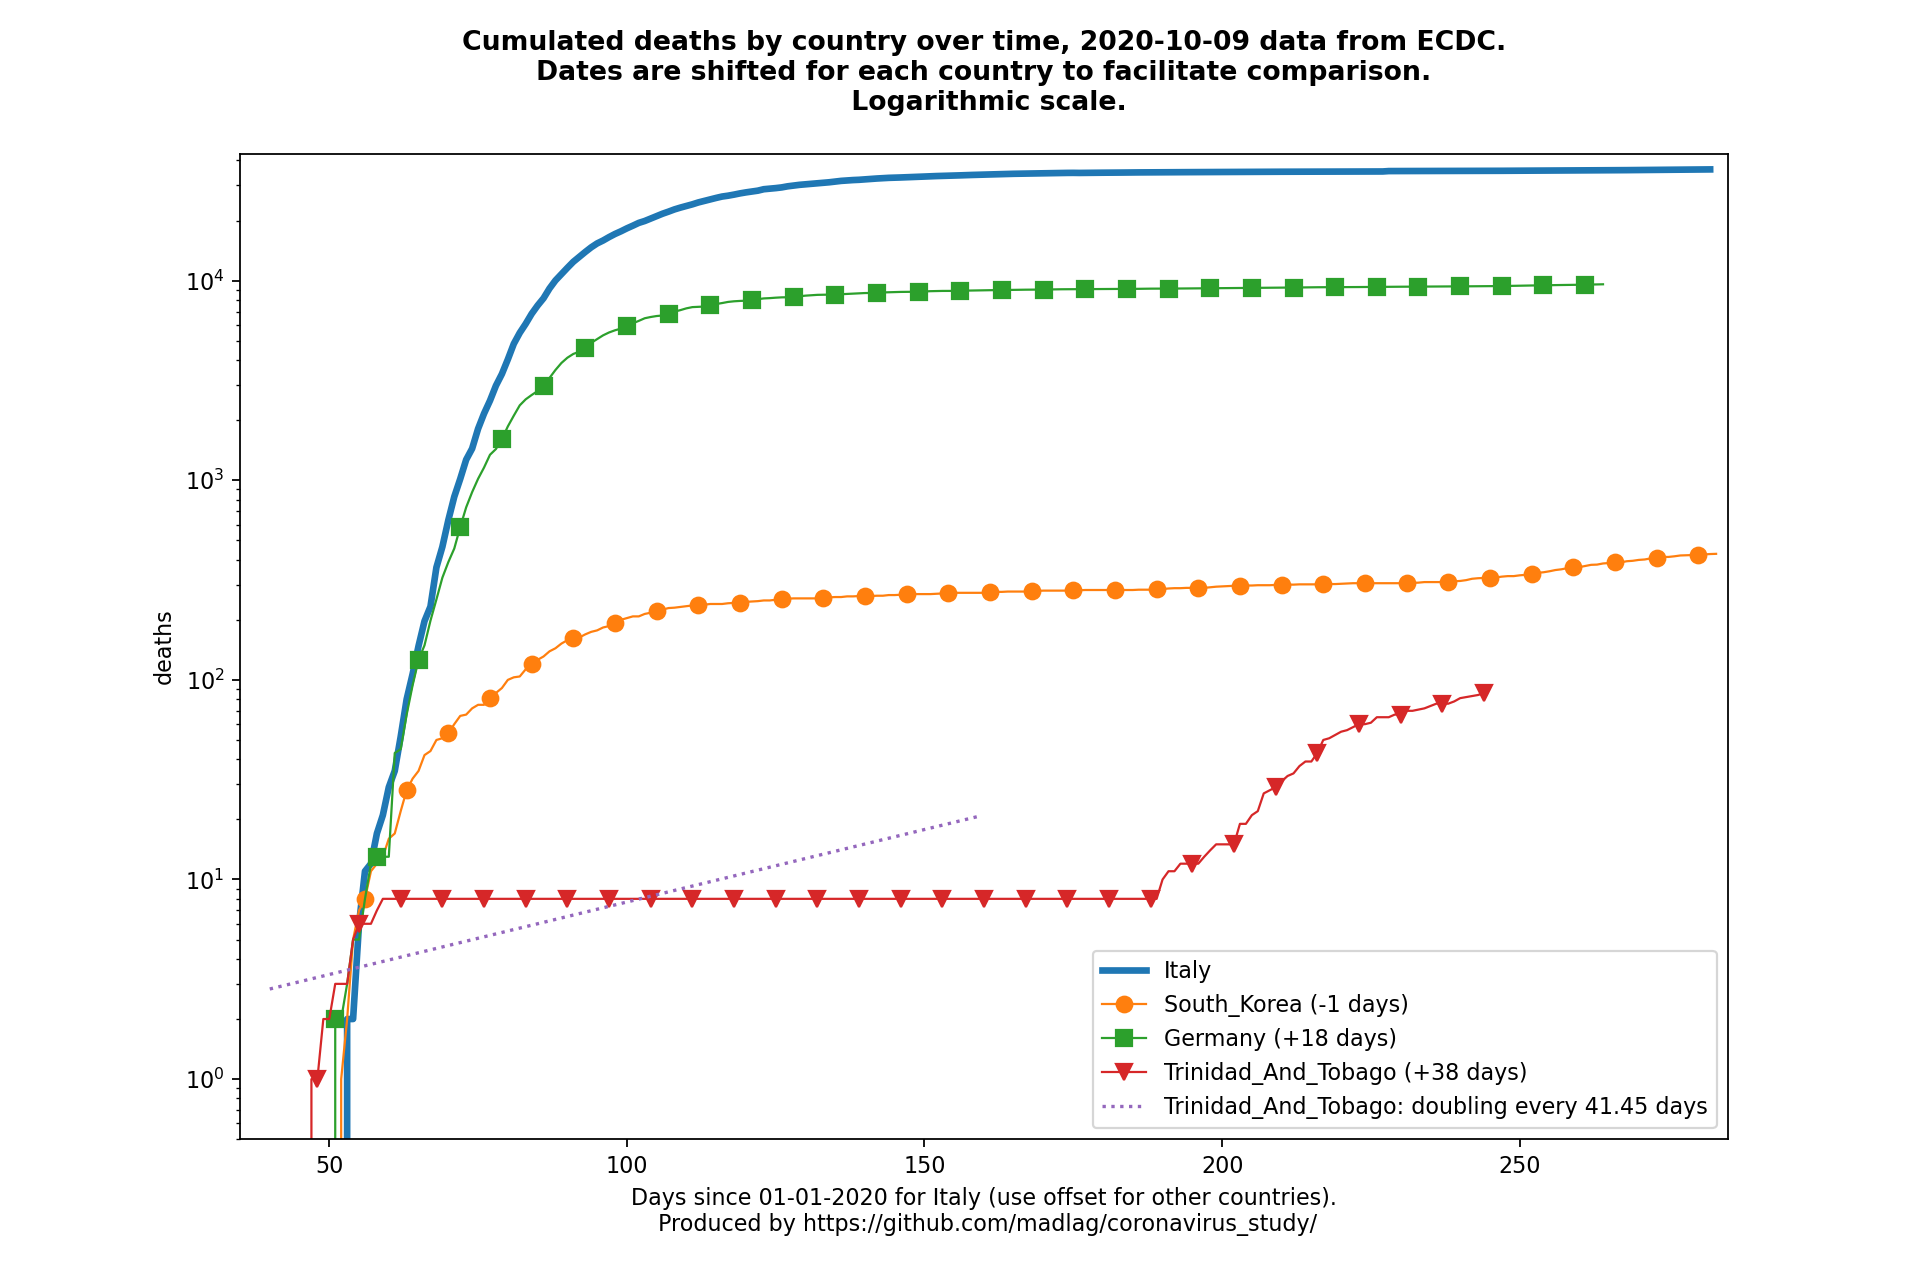 Cumulated deaths by country over time, 2020-10-09 data from ECDC.
Dates are shifted for each country to facilitate comparison.
Logarithmic scale.
deaths
10^4
10^3
10^2
10^1
10^0
Italy
South_Korea (-1 days)
Germany (+18 days)
Trinidad_And_Tobago (+38 days)
Trinidad_And_Tobago: doubling every 41.45 days
50
100
150
200
250
Days since 01-01-2020 for Italy (use offset for other countries).
Produced by https://github.com/madlag/coronavirus_study/